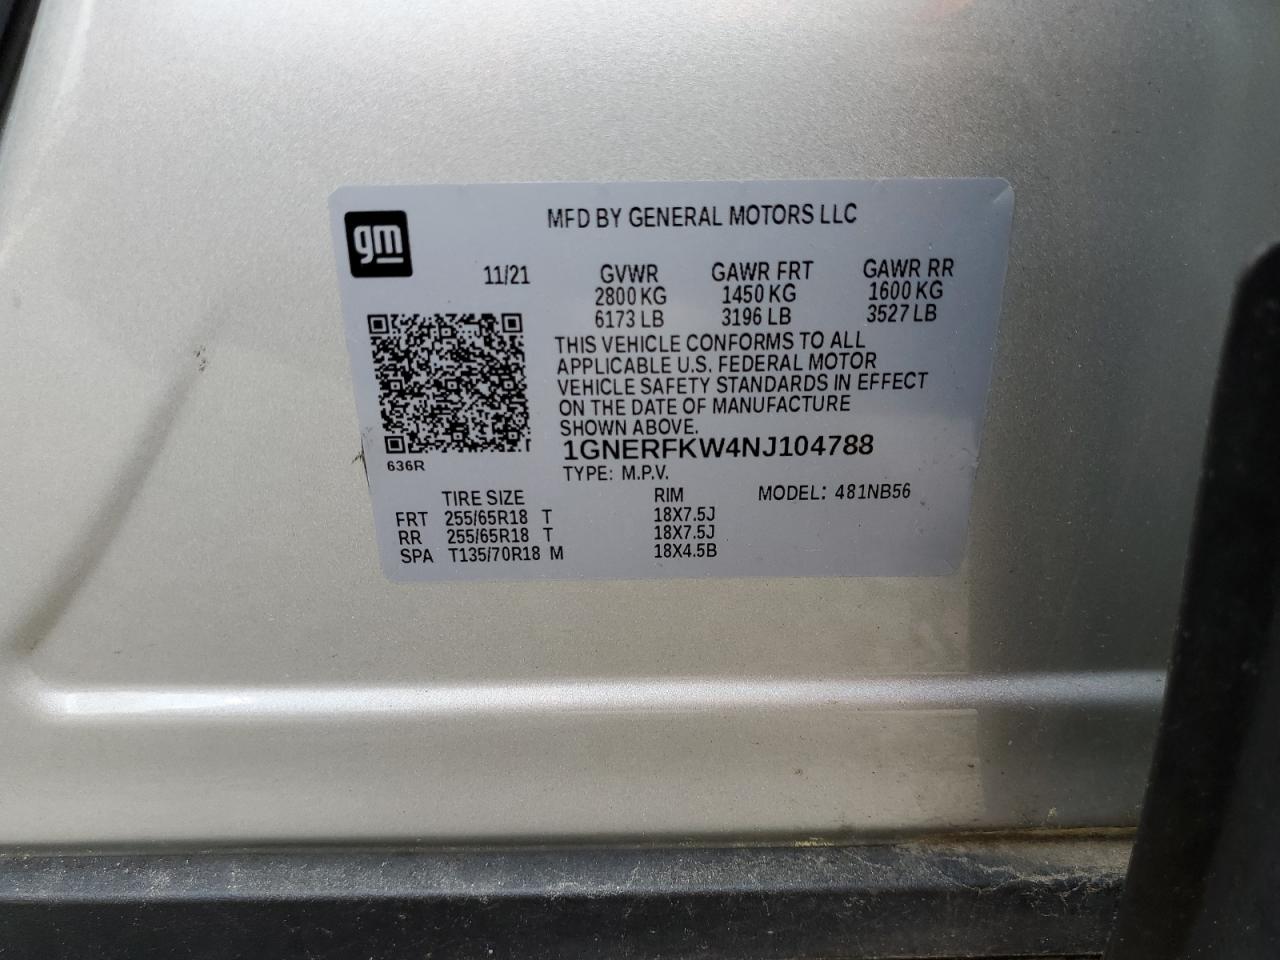 MFD BY GENERAL MOTORS LLC
gm
11/21 GVWR GAWR FRT GAWR RR
2800 KG 1450 KG 1600 KG
6173 LB 3196 LB 3527 LB
THIS VEHICLE CONFORMS TO ALL
APPLICABLE U.S. FEDERAL MOTOR
VEHICLE SAFETY STANDARDS IN EFFECT
ON THE DATE OF MANUFACTURE
SHOWN ABOVE.
1GNERFKW4NJ104788
636R
TYPE: M.P.V.
TIRE SIZE RIM MODEL: 481NB56
FRT 255/65R18 T 18X7.5J
RR 255/65R18 T 18X7.5J
SPA T135/70R18 M 18X4.5B